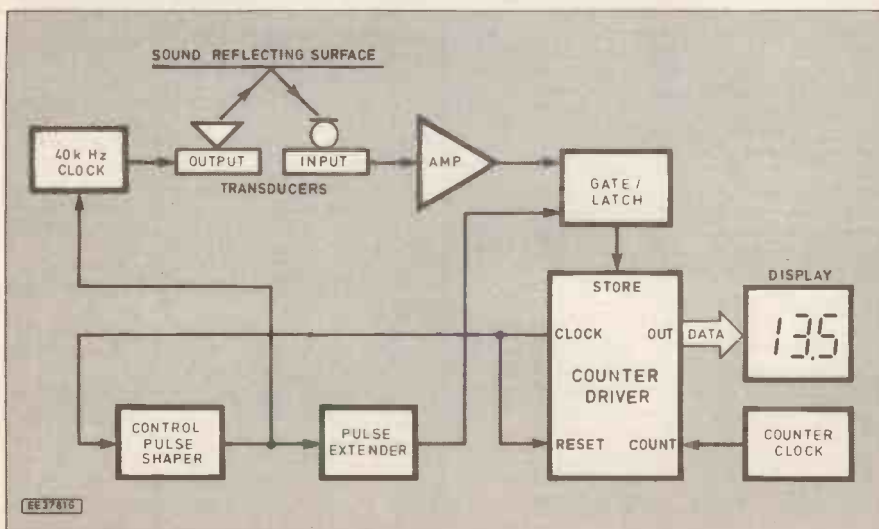 SOUND REFLECTING SURFACE
40k Hz
CLOCK
OUTPUT
INPUT
TRANSDUCERS
AMP
GATE /
LATCH
STORE
CLOCK
OUT
DATA
COUNTER
DRIVER
RESET
COUNT
DISPLAY
13.5
COUNTER
CLOCK
CONTROL
PULSE
SHAPER
PULSE
EXTENDER
EE3781G